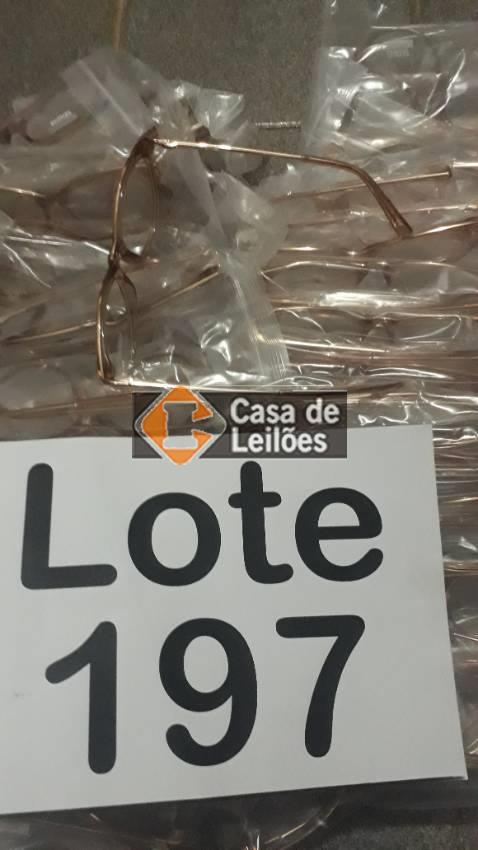 Casa de
Leilões
Lote
197